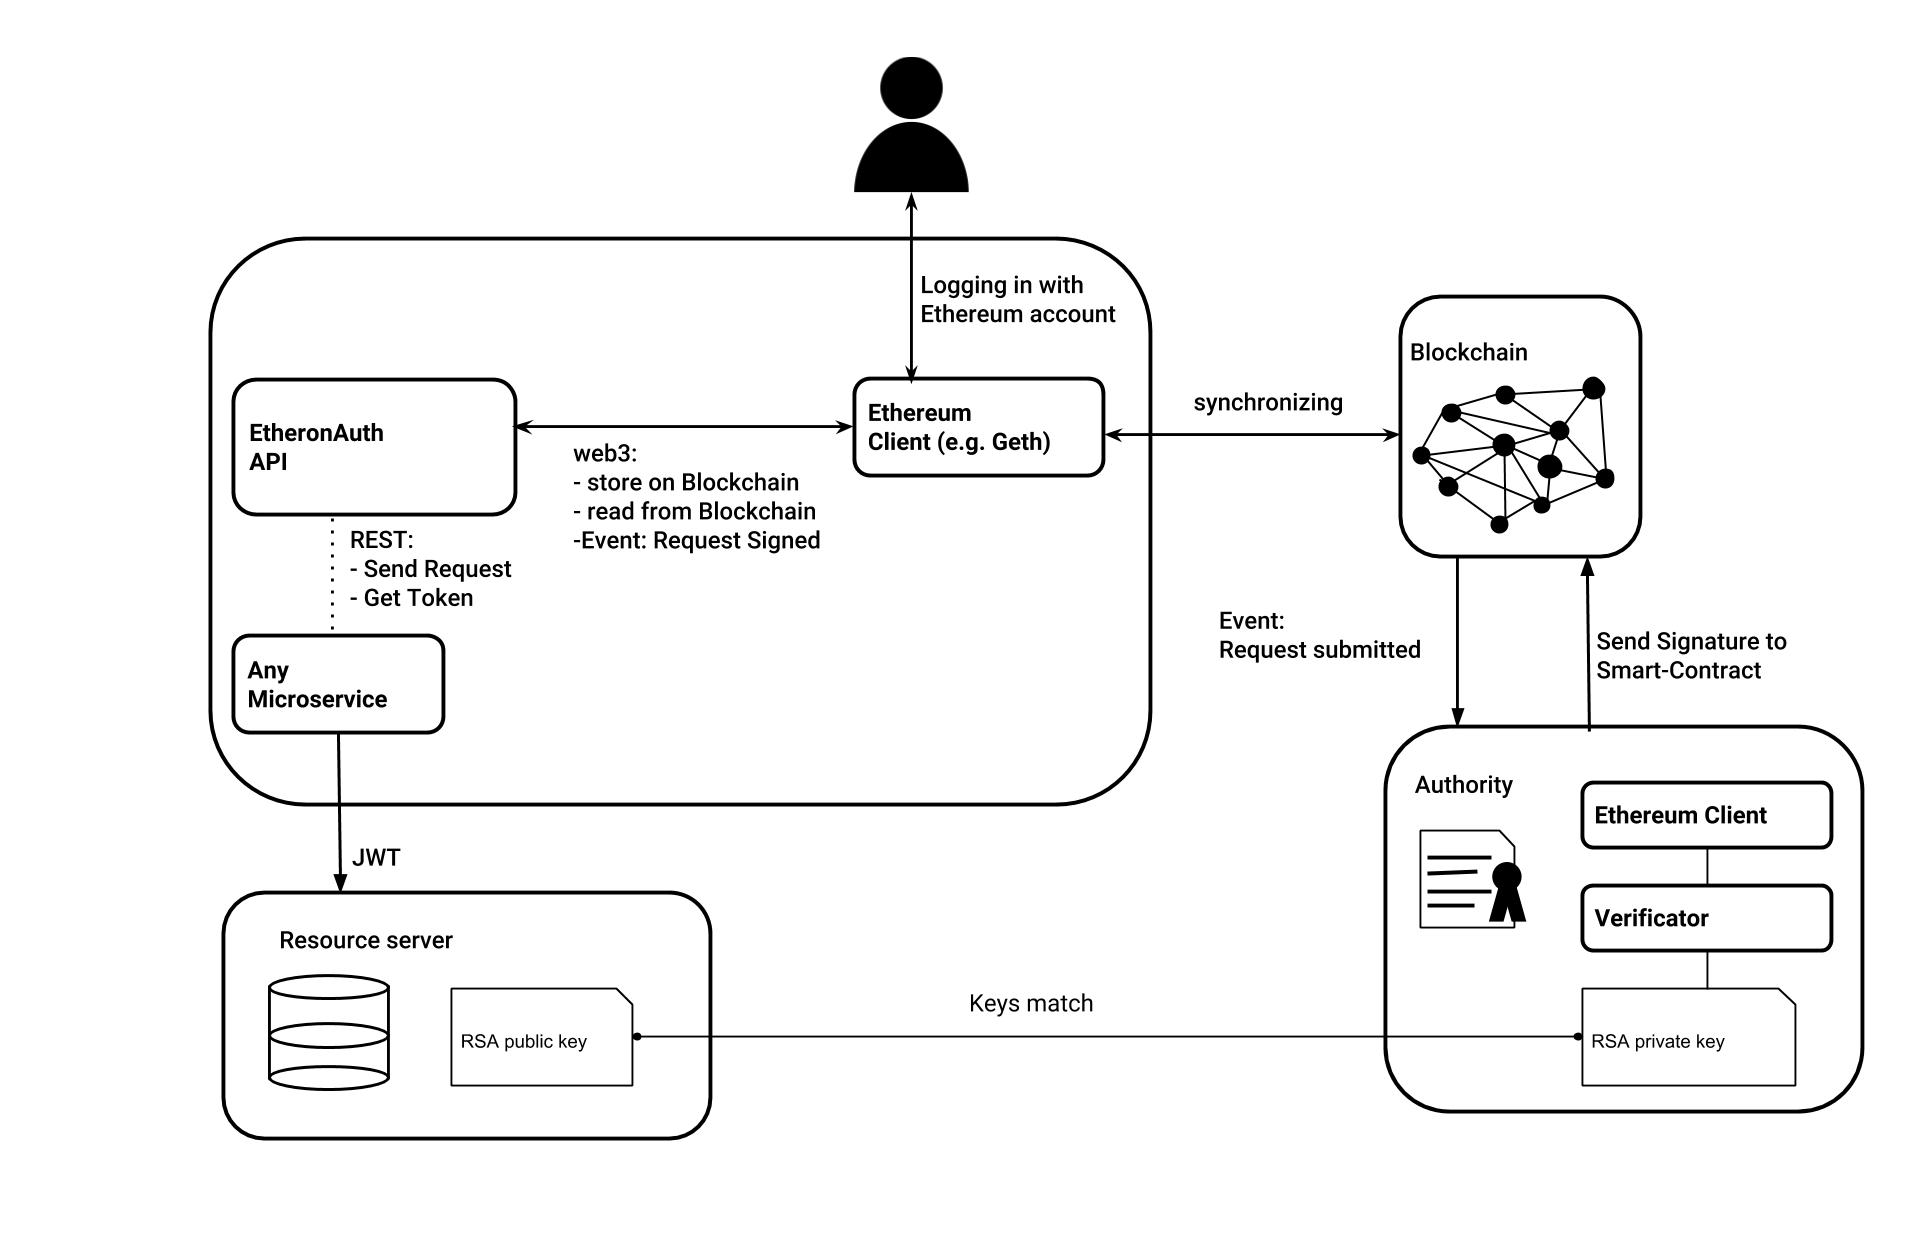 Logging in with
Ethereum account
EtheronAuth
API
Ethereum
Client (e.g. Geth)
web3:
- store on Blockchain
- read from Blockchain
-Event: Request Signed
synchronizing
Blockchain
REST:
- Send Request
- Get Token
Any
Microservice
Event:
Request submitted
Send Signature to
Smart-Contract
JWT
Authority
Ethereum Client
Verificator
RSA private key
Resource server
RSA public key
Keys match